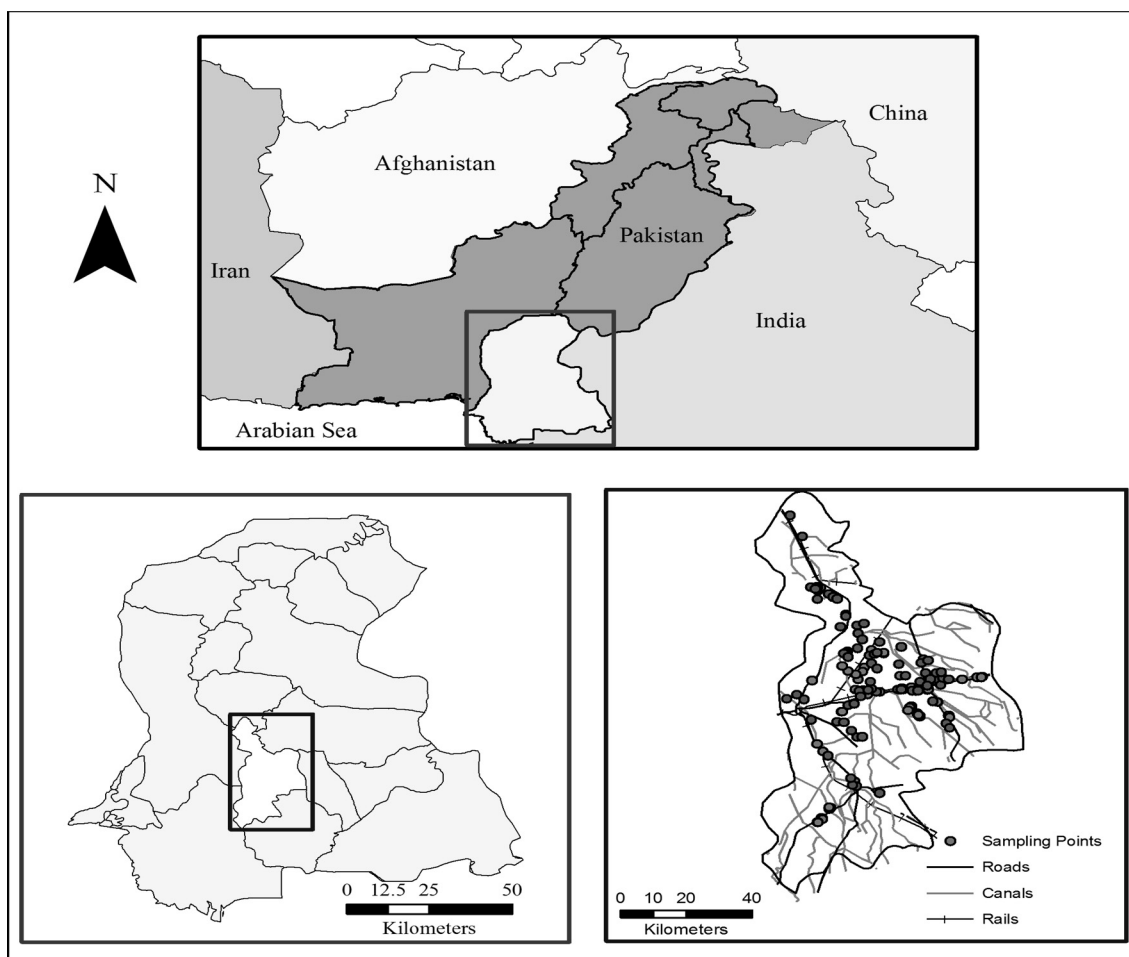 China
Afghanistan
N
Pakistan
Iran
India
Arabian Sea
0 12.5 25 50
Kilometers
Sampling Points
Roads
Canals
Rails
0 10 20 40
Kilometers